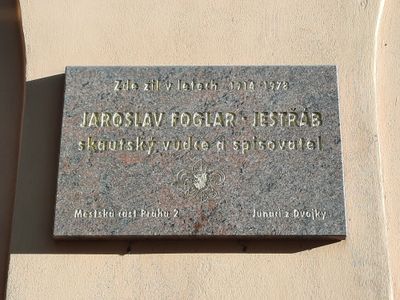 Zde žil v letech 1914-1978
JAROSLAV FOGLAR - JESTŘÁB
skautský vůdce a spisovatel
Městská část Praha 2
Junáci z Dvojky